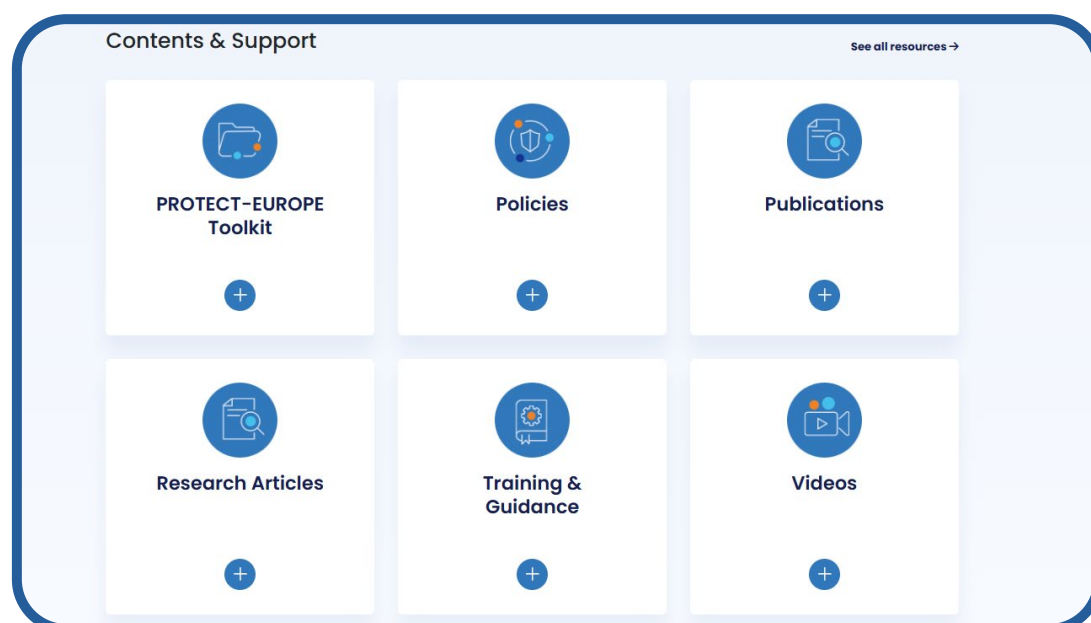 Contents & Support
See all resources →
PROTECT-EUROPE
Toolkit
Policies
Publications
Research Articles
Training &
Guidance
Videos